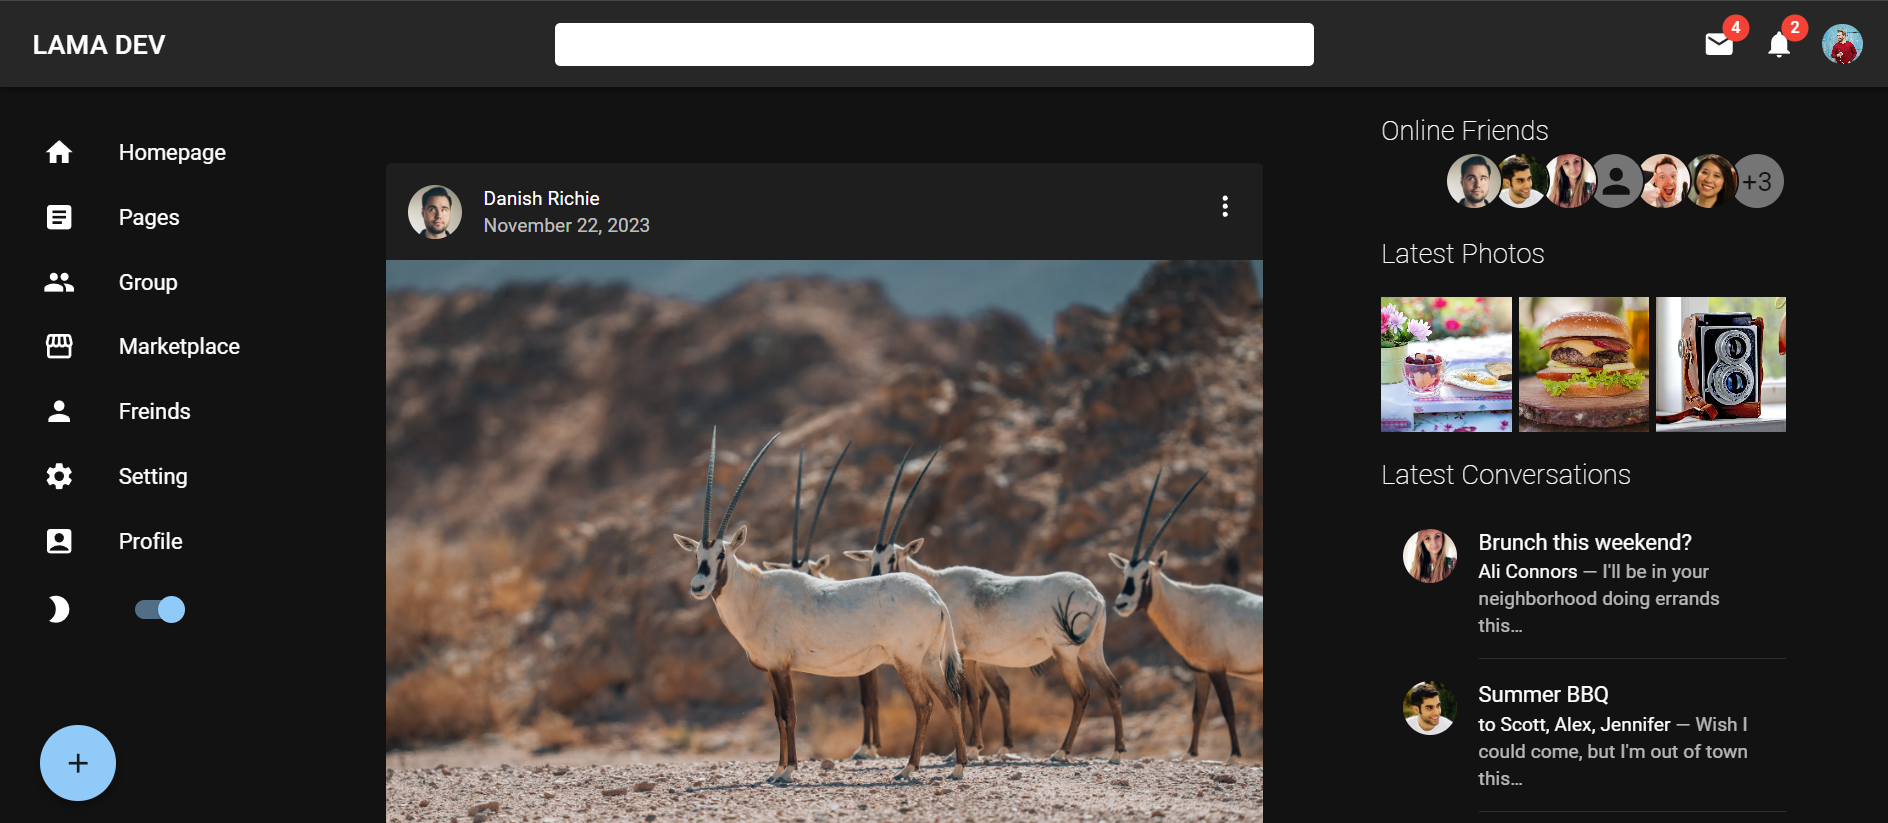 LAMA DEV
4
2
Homepage
Pages
Group
Marketplace
Freinds
Setting
Profile
+
Danish Richie
November 22, 2023
Online Friends
+3
Latest Photos
Latest Conversations
Brunch this weekend?
Ali Connors — I'll be in your
neighborhood doing errands
this…
Summer BBQ
to Scott, Alex, Jennifer — Wish I
could come, but I'm out of town
this…